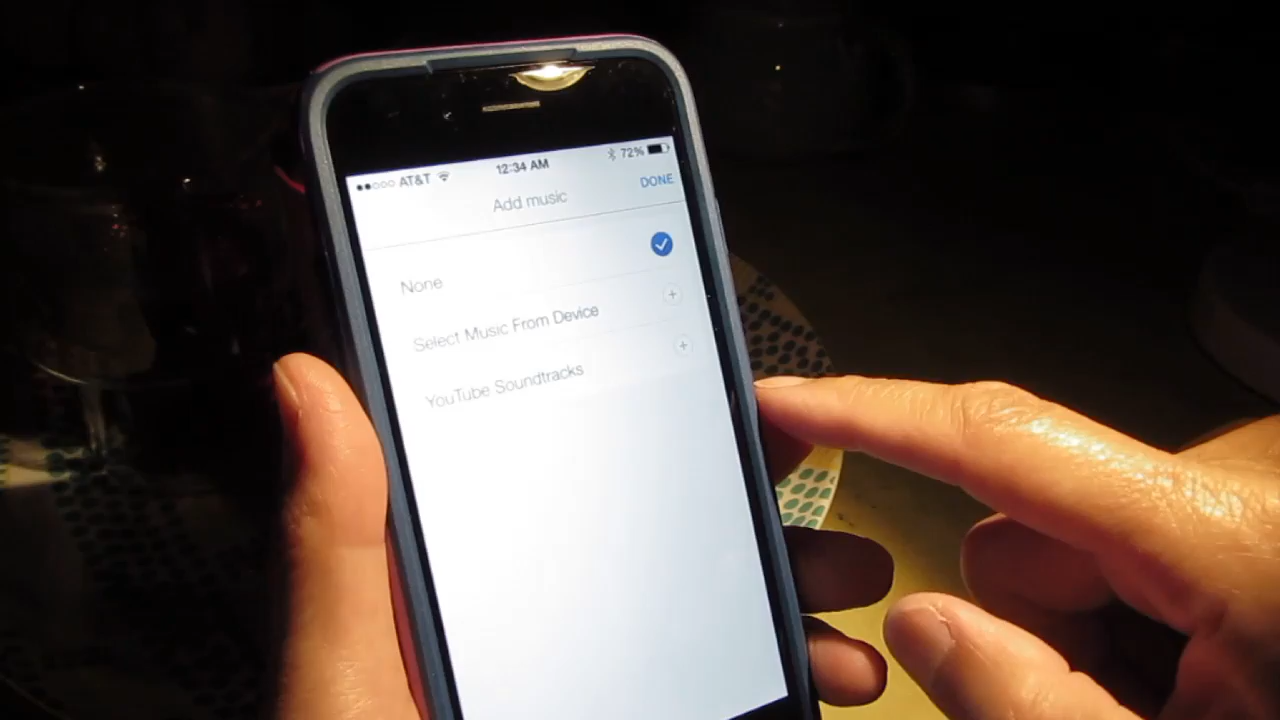 AT&T 12:34 AM 72%
Add music DONE
None
Select Music From Device
YouTube Soundtracks